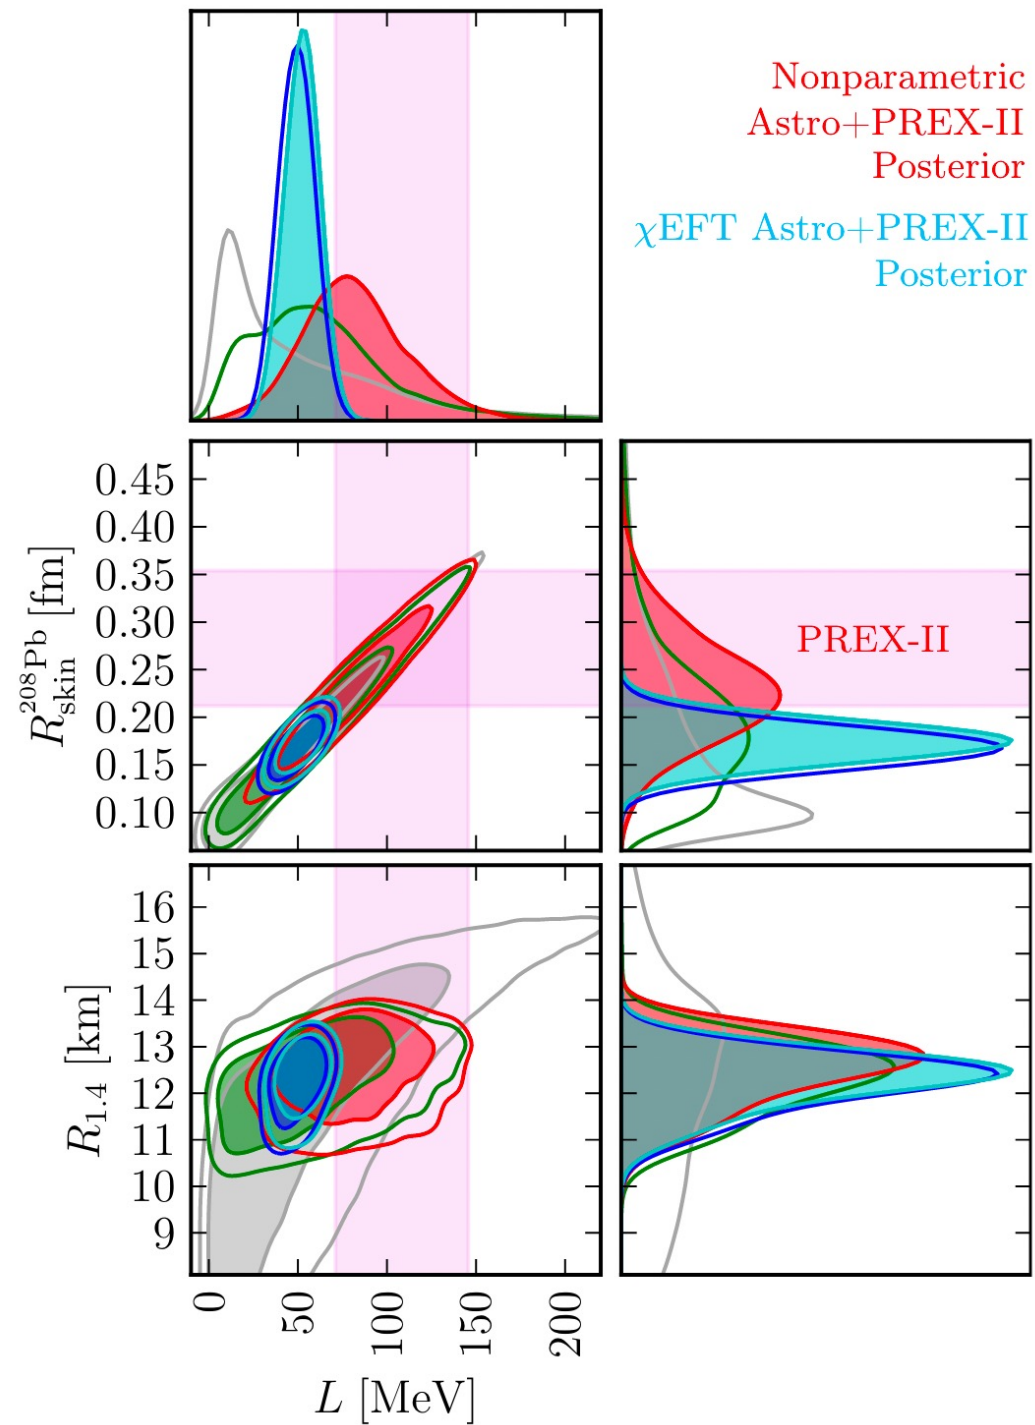 Nonparametric
Astro+PREX-II
Posterior
χEFT Astro+PREX-II
Posterior
0.45
0.40
0.35
0.30
0.25
0.20
0.15
0.10
R_skin^208Pb [fm]
PREX-II
16
15
14
13
12
11
10
9
R_1.4 [km]
0
50
100
150
200
L [MeV]